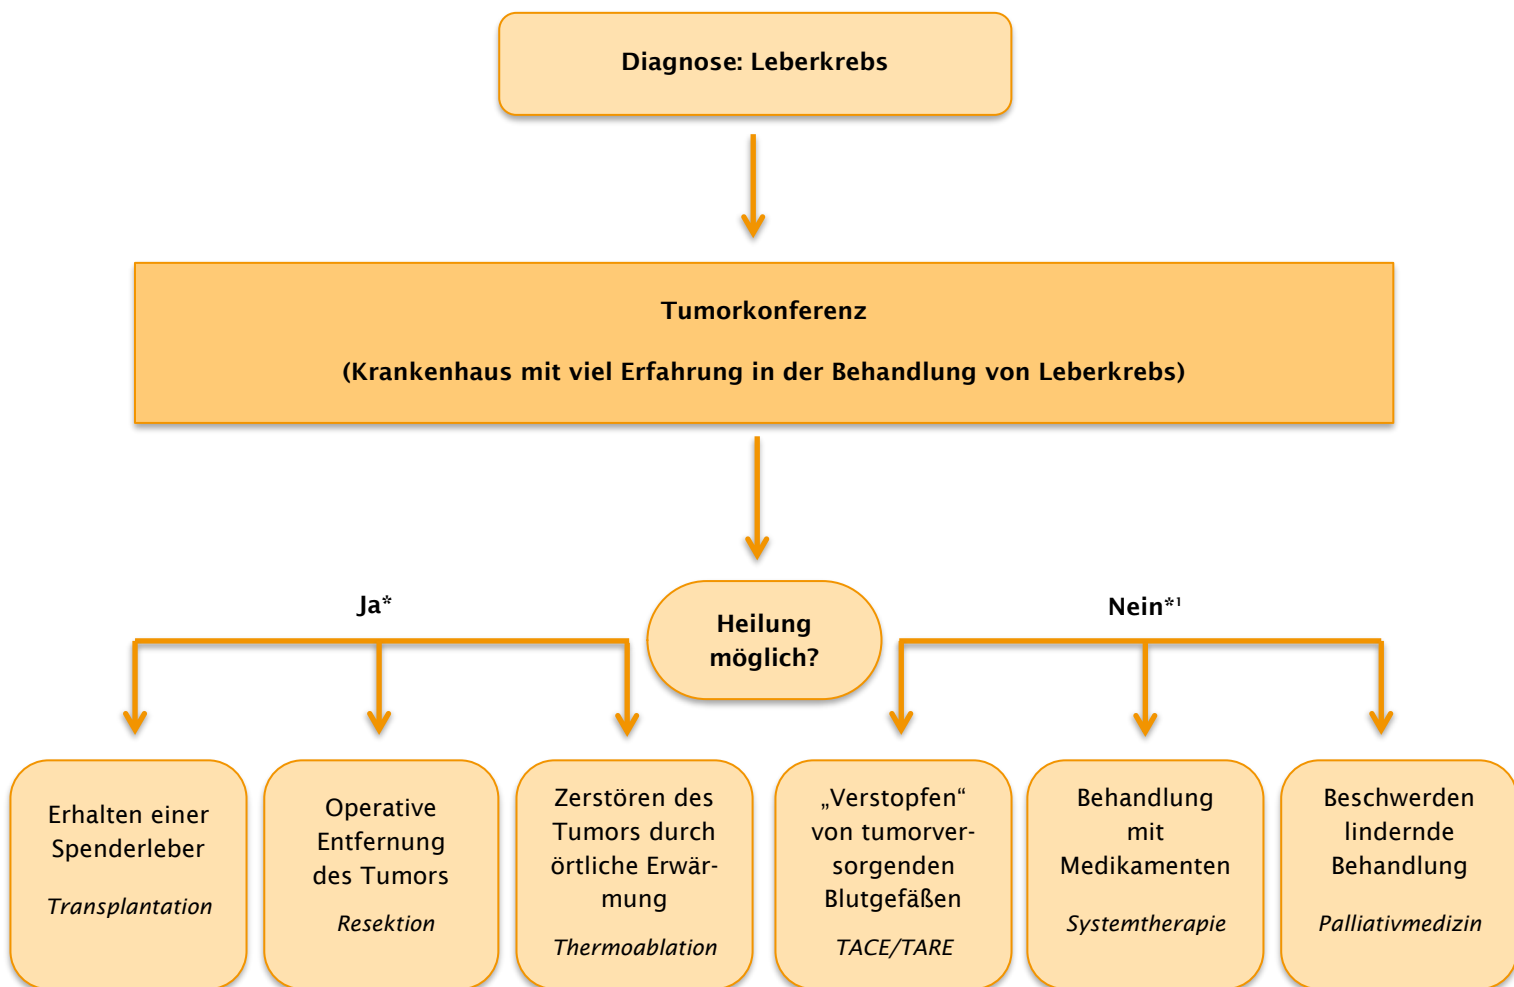 Diagnose: Leberkrebs
Tumorkonferenz
(Krankenhaus mit viel Erfahrung in der Behandlung von Leberkrebs)
Ja*
Heilung
möglich?
Nein*¹
Erhalten einer
Spenderleber
Transplantation
Operative
Entfernung
des Tumors
Resektion
Zerstören des
Tumors durch
örtliche Erwär-
mung
Thermoablation
„Verstopfen“
von tumorver-
sorgenden
Blutgefäßen
TACE/TARE
Behandlung
mit
Medikamenten
Systemtherapie
Beschwerden
lindernde
Behandlung
Palliativmedizin